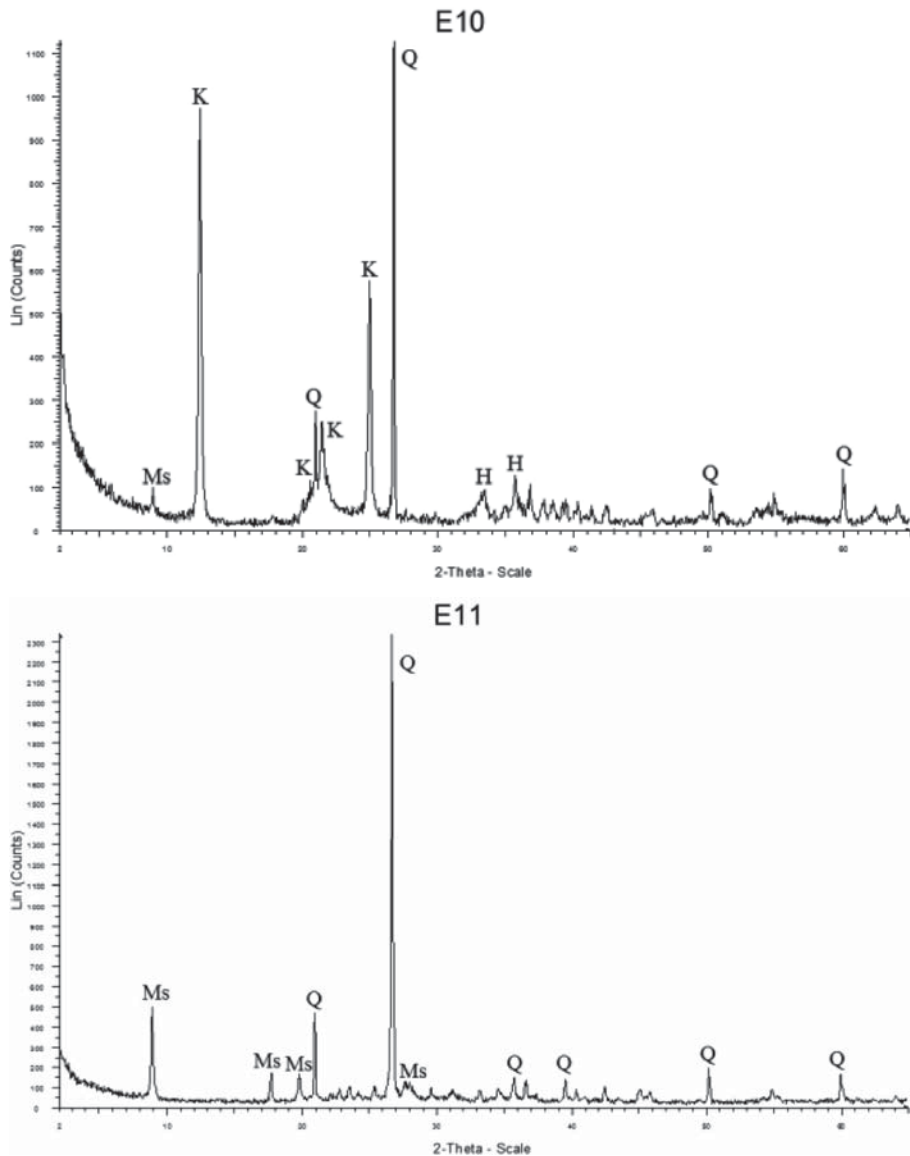 E10
1100
1000
900
800
700
600
500
400
300
200
100
0
Lin (Counts)
K
Q
K
Q
K
K
Ms
H
H
Q
Q
2 10 20 30 40 50 60
2-Theta - Scale
E11
2300
2200
2100
2000
1900
1800
1700
1600
1500
1400
1300
1200
1100
1000
900
800
700
600
500
400
300
200
100
0
Lin (Counts)
Q
Ms
Q
Ms
Ms
Ms
Q
Q
Q
Q
2 10 20 30 40 50 60
2-Theta - Scale